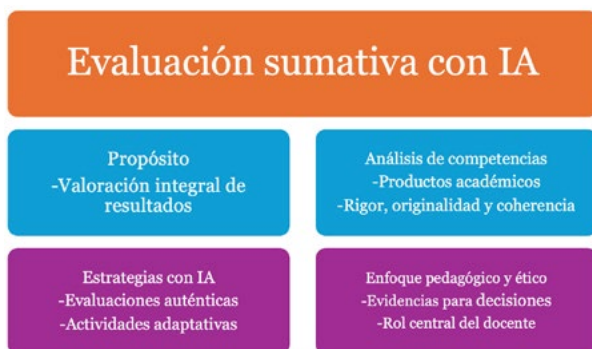 Evaluación sumativa con IA
Propósito
-Valoración integral de
resultados
Análisis de competencias
-Productos académicos
-Rigor, originalidad y coherencia
Estrategias con IA
-Evaluaciones auténticas
-Actividades adaptativas
Enfoque pedagógico y ético
-Evidencias para decisiones
-Rol central del docente